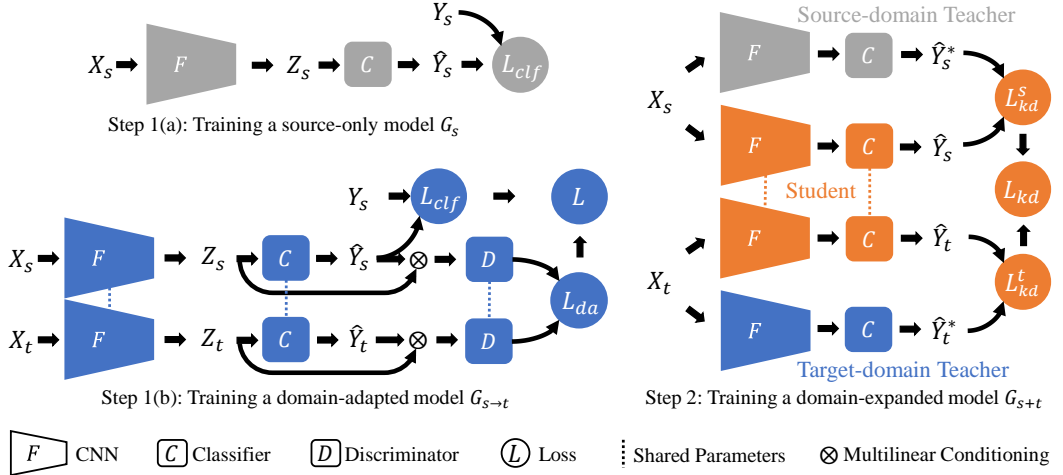 X_s F Z_s C Ŷ_s Y_s L_clf
Step 1(a): Training a source-only model G_s
Y_s L_clf L
X_s F Z_s C Ŷ_s ⊗ D
L_da
X_t F Z_t C Ŷ_t ⊗ D
Step 1(b): Training a domain-adapted model G_{s→t}
Source-domain Teacher
F C Ŷ_s^*
X_s L_kd^s
F C Ŷ_s
Student L_kd
F C Ŷ_t
X_t L_kd^t
F C Ŷ_t^*
Target-domain Teacher
Step 2: Training a domain-expanded model G_{s+t}
F CNN C Classifier D Discriminator L Loss Shared Parameters ⊗ Multilinear Conditioning